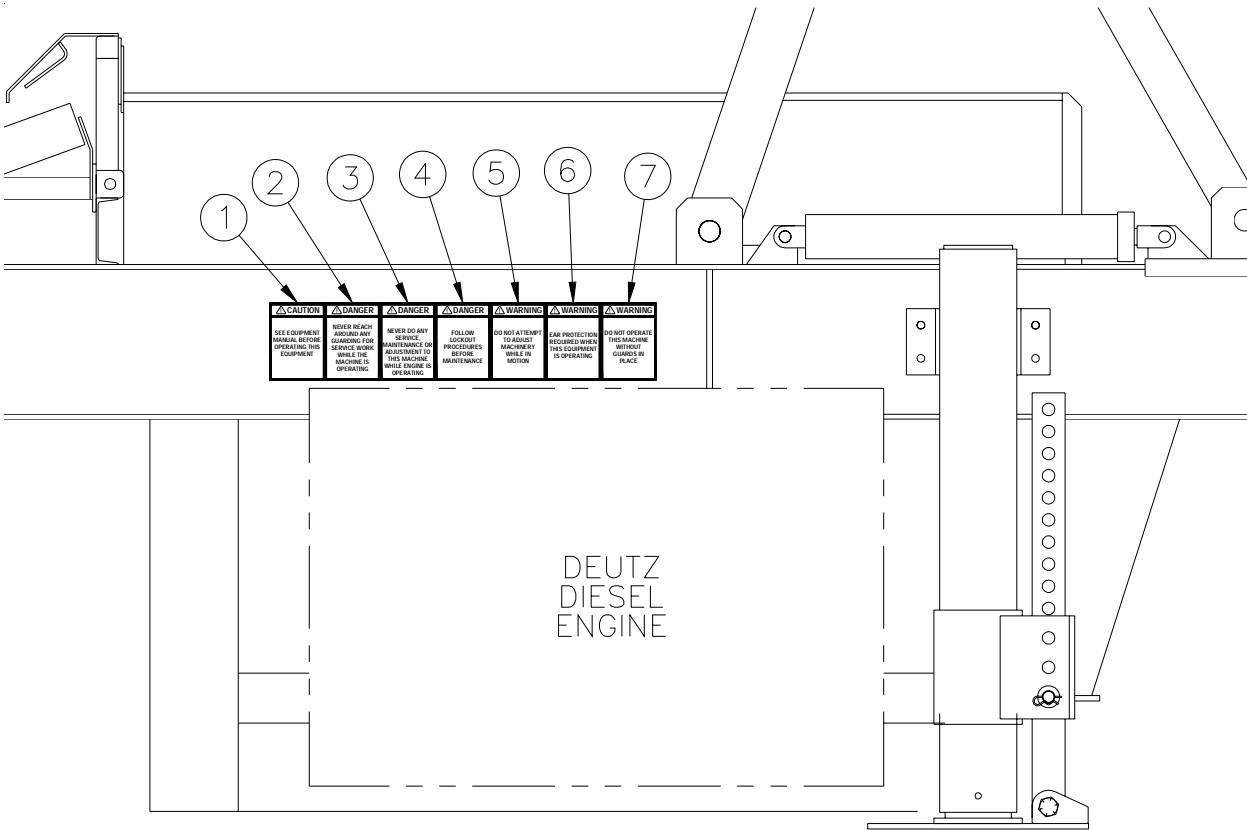 1
2
3
4
5
6
7
⚠ CAUTION
SEE EQUIPMENT
MANUAL BEFORE
OPERATING THIS
EQUIPMENT
⚠ DANGER
NEVER REACH
AROUND ANY
GUARDING FOR
SERVICE WORK
WHILE THE
MACHINE IS
OPERATING
⚠ DANGER
NEVER DO ANY
SERVICE,
MAINTENANCE OR
ADJUSTMENT TO
THIS MACHINE
WHILE ENGINE IS
OPERATING
⚠ DANGER
FOLLOW
LOCKOUT
PROCEDURES
BEFORE
MAINTENANCE
⚠ WARNING
DO NOT ATTEMPT
TO ADJUST
MACHINERY
WHILE IN
MOTION
⚠ WARNING
EAR PROTECTION
REQUIRED WHEN
THIS EQUIPMENT
IS OPERATING
⚠ WARNING
DO NOT OPERATE
THIS MACHINE
WITHOUT
GUARDS IN
PLACE
DEUTZ
DIESEL
ENGINE